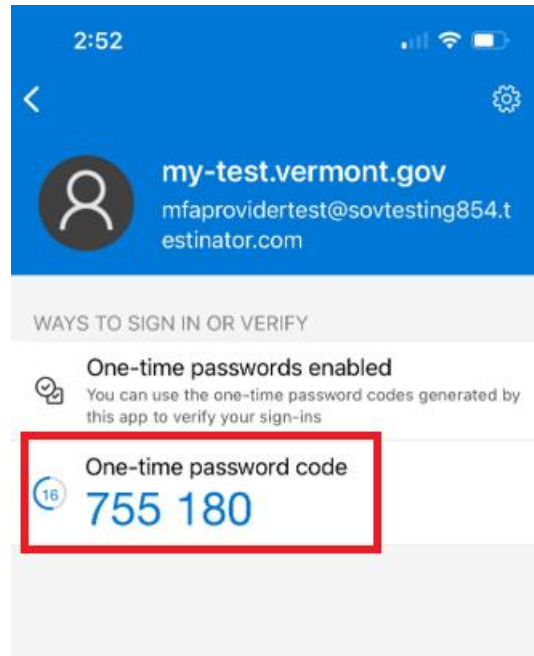 2:52
my-test.vermont.gov
mfaprovidertest@sovtesting854.t
estinator.com
WAYS TO SIGN IN OR VERIFY
One-time passwords enabled
You can use the one-time password codes generated by
this app to verify your sign-ins
One-time password code
16
755 180